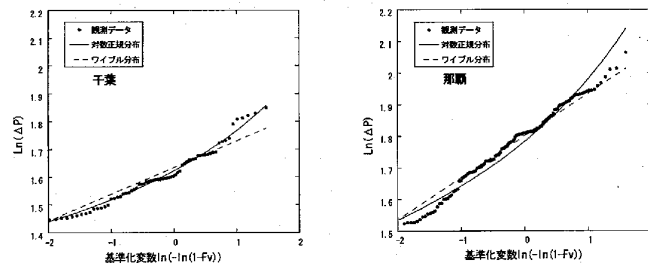 2.2
2.1
2
1.9
1.8
1.7
1.6
1.5
1.4
Ln(ΔP)
観測データ
対数正規分布
ワイブル分布
千葉
-2 -1 0 1 2
基準化変数ln(-ln(1-Fv))
2.2
2.1
2
1.9
1.8
1.7
1.6
1.5
Ln(ΔP)
観測データ
対数正規分布
ワイブル分布
那覇
-2 -1 0 1 2
基準化変数ln(-ln(1-Fv))